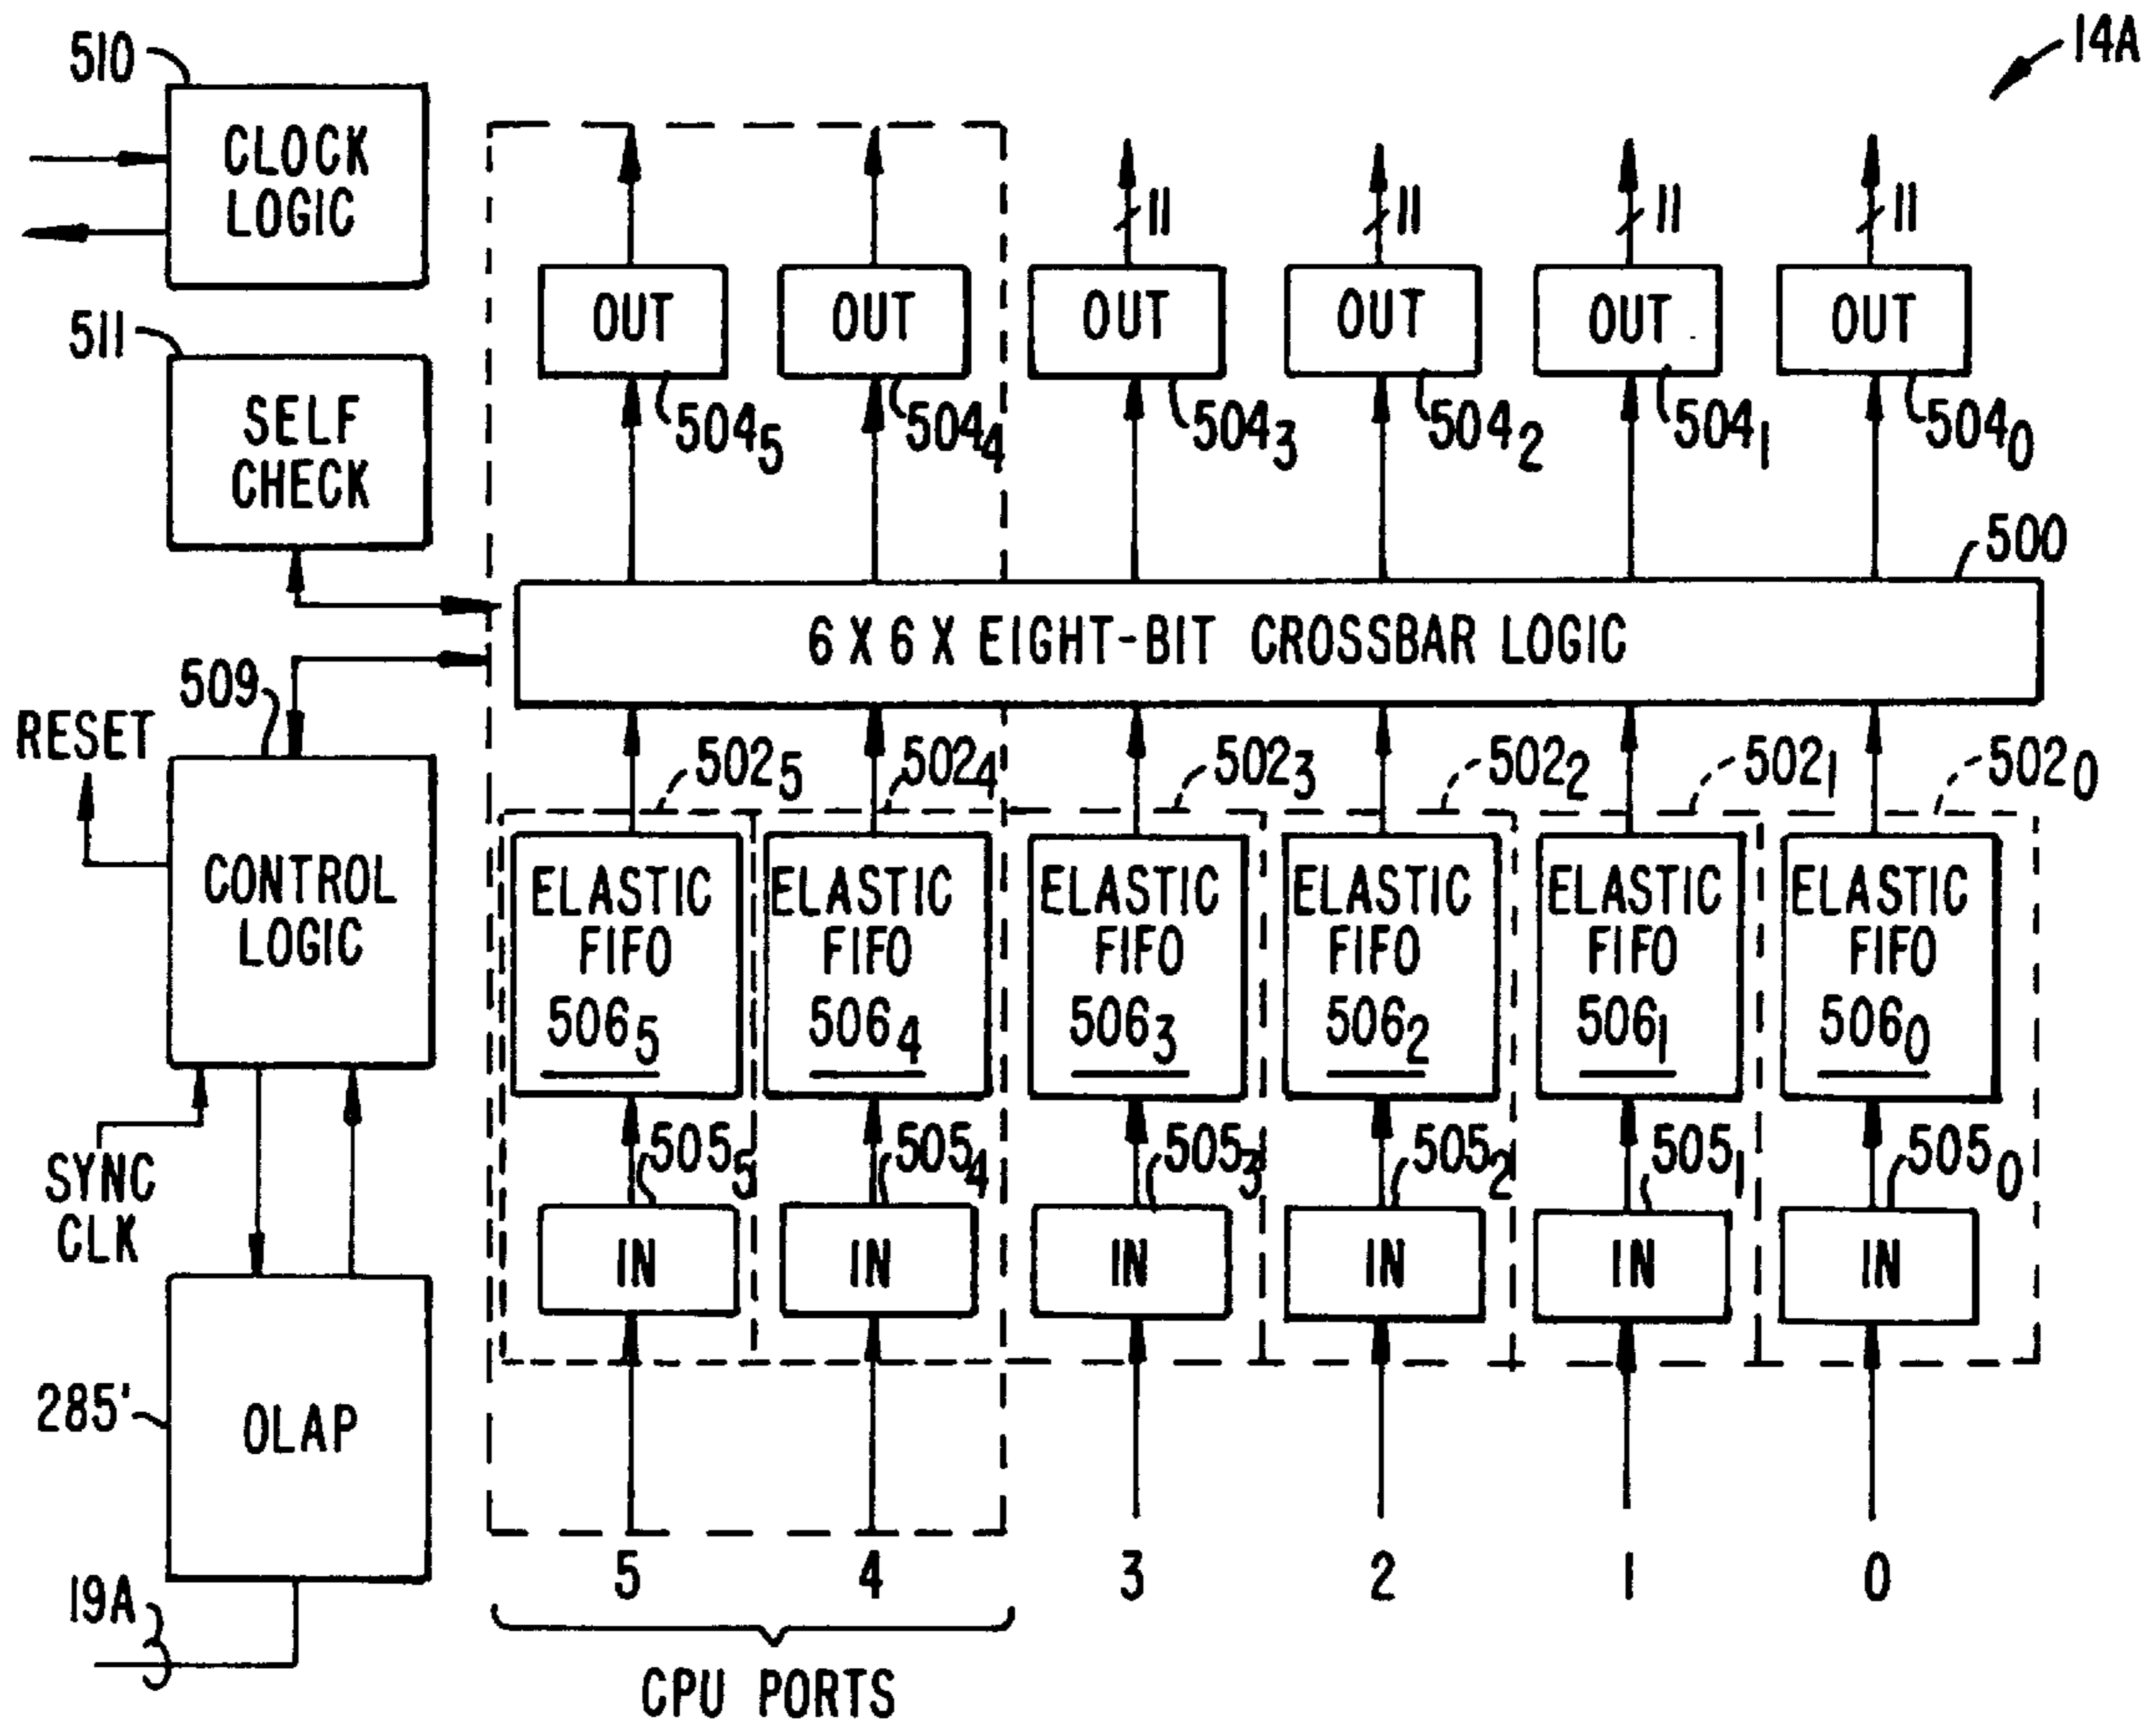 14A
510
CLOCK
LOGIC
11 11 11 11
OUT OUT OUT OUT OUT OUT
511
504₅ 504₄ 504₃ 504₂ 504₁ 504₀
SELF
CHECK
500
6 X 6 X EIGHT-BIT CROSSBAR LOGIC
509
RESET
502₅ 502₄ 502₃ 502₂ 502₁ 502₀
CONTROL
LOGIC
ELASTIC ELASTIC ELASTIC ELASTIC ELASTIC ELASTIC
FIFO FIFO FIFO FIFO FIFO FIFO
506₅ 506₄ 506₃ 506₂ 506₁ 506₀
505₅ 505₄ 505₃ 505₂ 505₁ 505₀
SYNC
CLK
IN IN IN IN IN IN
285'
OLAP
19A
5 4 3 2 1 0
CPU PORTS